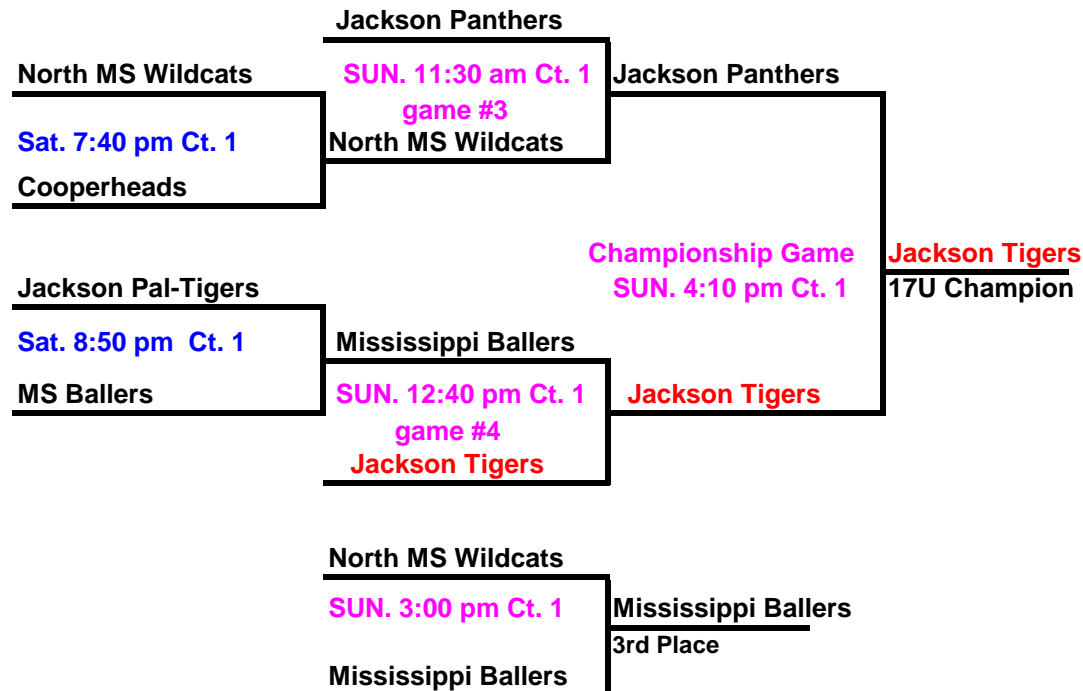 Jackson Panthers
North MS Wildcats
SUN. 11:30 am Ct. 1
Jackson Panthers
game #3
Sat. 7:40 pm Ct. 1
North MS Wildcats
Cooperheads
Championship Game
Jackson Tigers
Jackson Pal-Tigers
SUN. 4:10 pm Ct. 1
17U Champion
Sat. 8:50 pm  Ct. 1
Mississippi Ballers
MS Ballers
SUN. 12:40 pm Ct. 1
Jackson Tigers
game #4
Jackson Tigers
North MS Wildcats
SUN. 3:00 pm Ct. 1
Mississippi Ballers
3rd Place
Mississippi Ballers